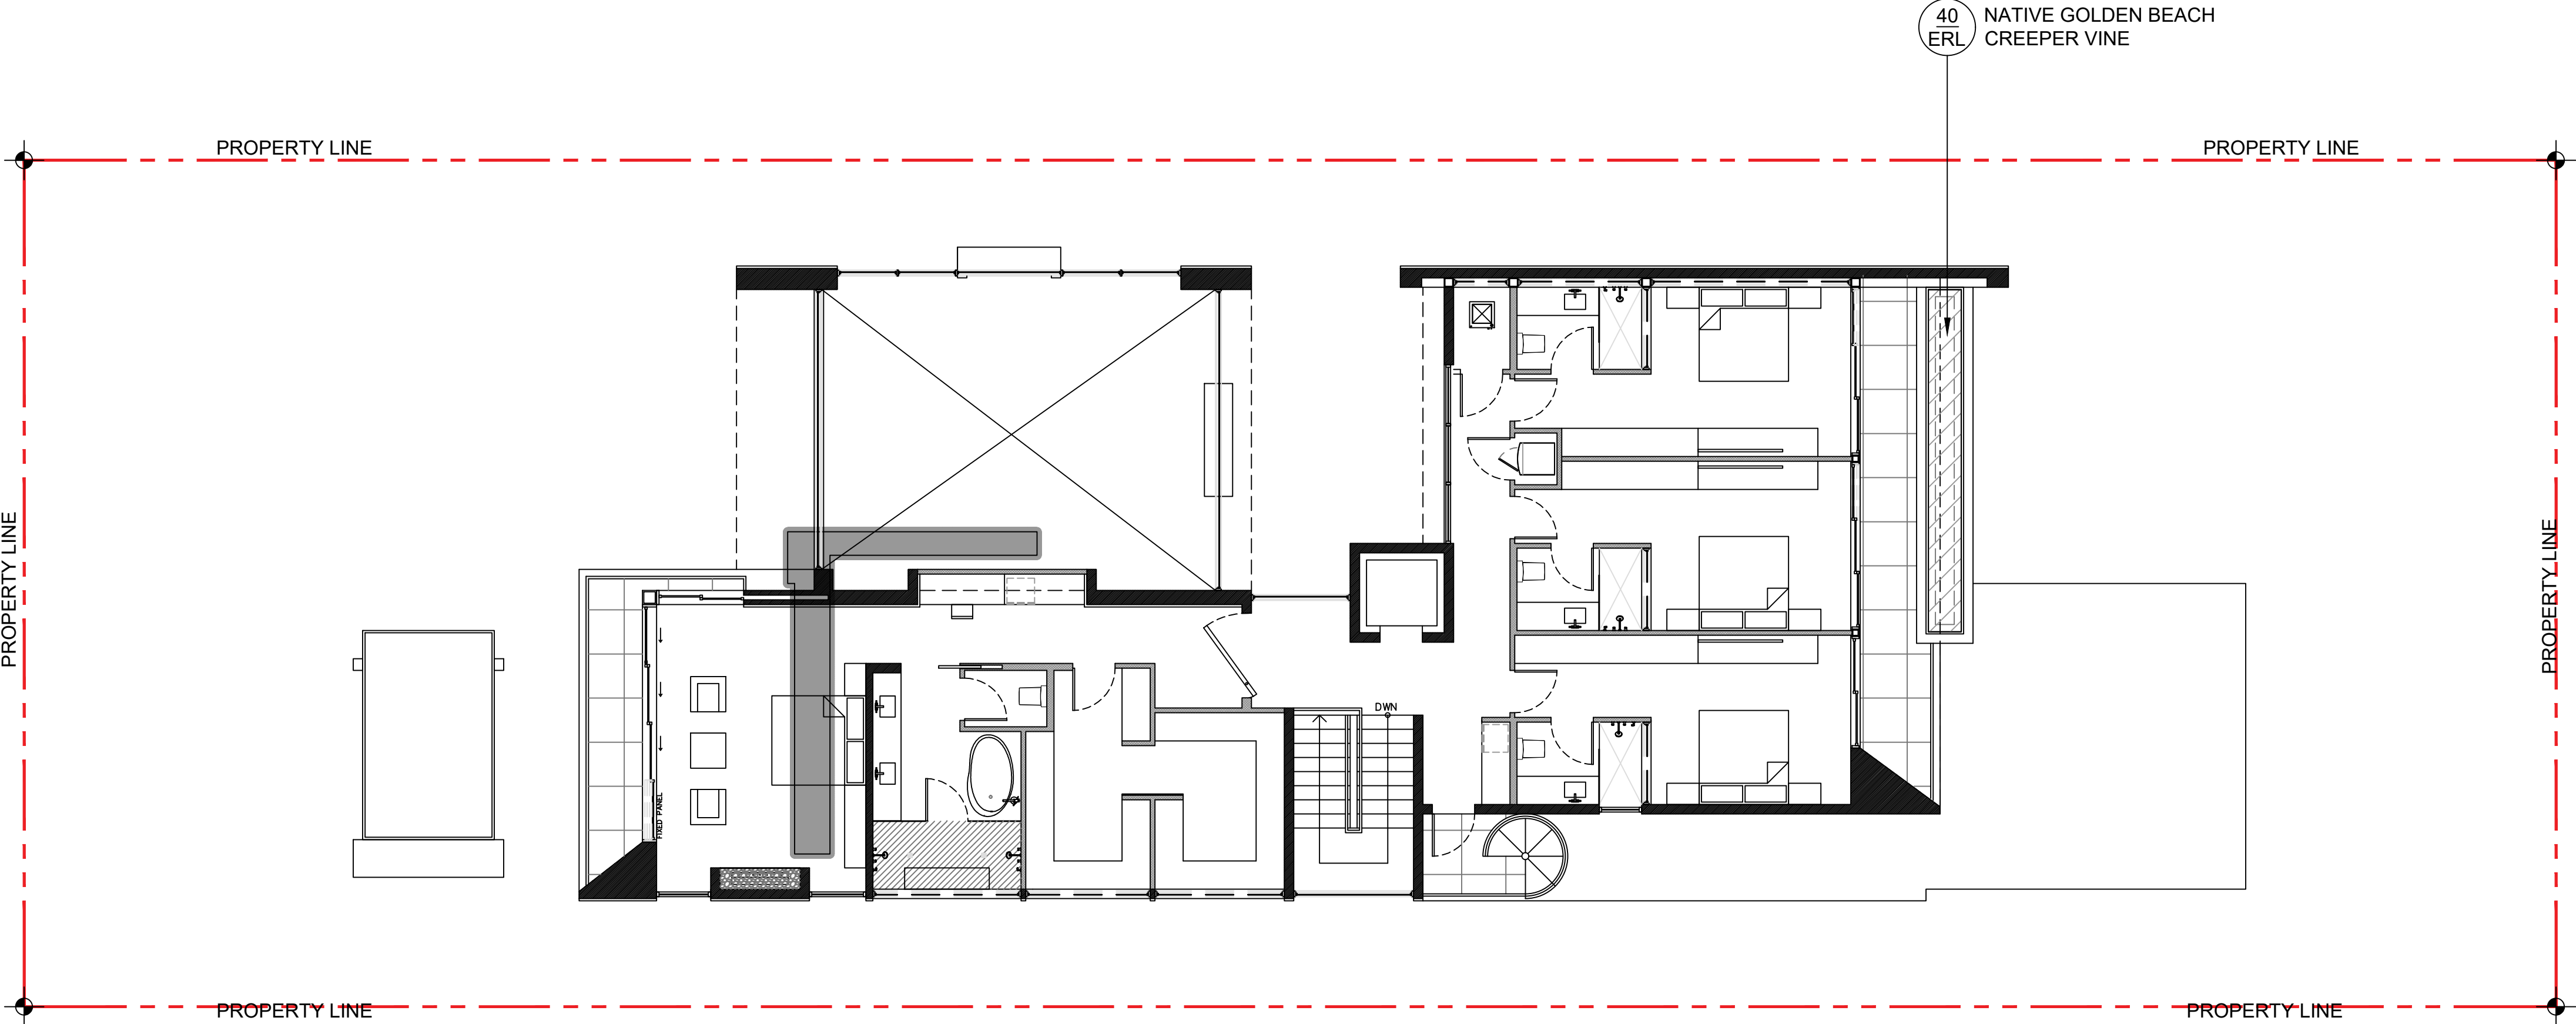 40 NATIVE GOLDEN BEACH
ERL CREEPER VINE
PROPERTY LINE
PROPERTY LINE
PROPERTY LINE
PROPERTY LINE
DWN
FIXED PANEL
PROPERTY LINE
PROPERTY LINE